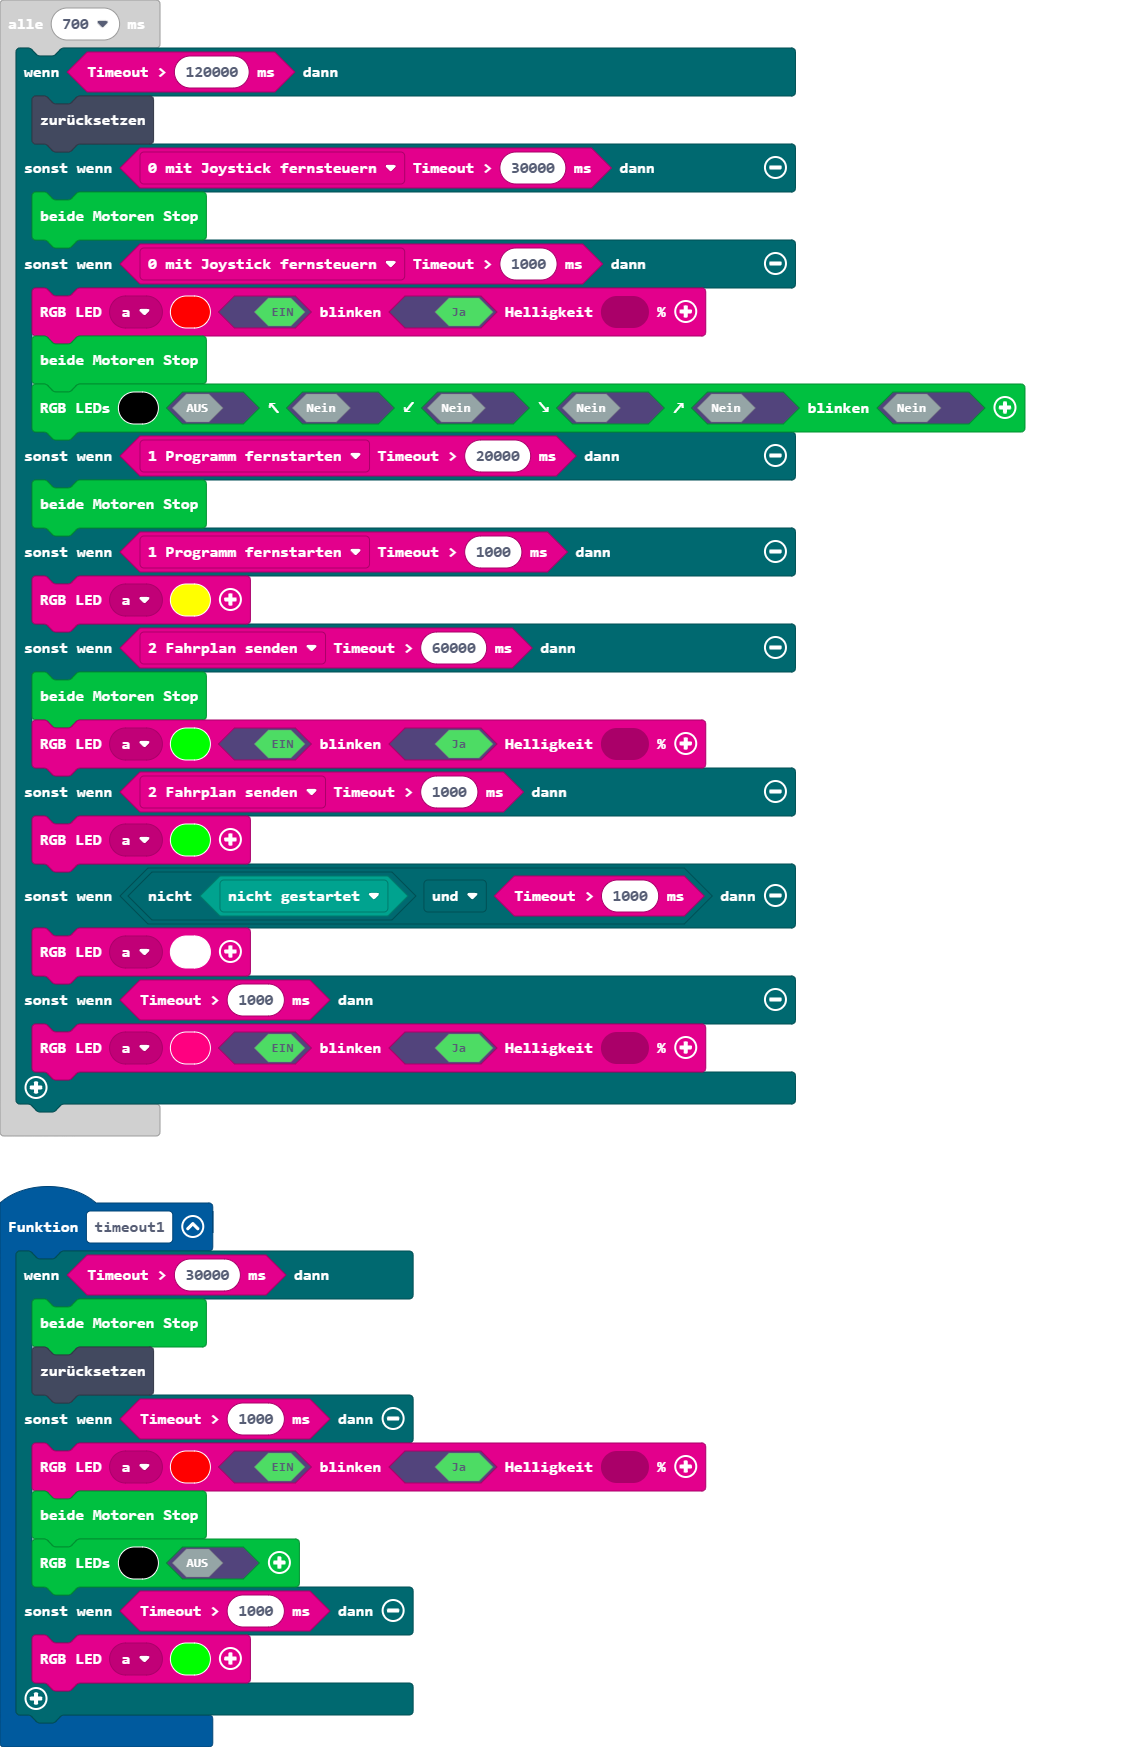 alle 700 ms
wenn Timeout > 120000 ms dann
zurücksetzen
sonst wenn 0 mit Joystick fernsteuern Timeout > 30000 ms dann
beide Motoren Stop
sonst wenn 0 mit Joystick fernsteuern Timeout > 1000 ms dann
RGB LED a EIN blinken Ja Helligkeit %
beide Motoren Stop
RGB LEDs AUS ↖ Nein ↙ Nein ↘ Nein ↗ Nein blinken Nein
sonst wenn 1 Programm fernstarten Timeout > 20000 ms dann
beide Motoren Stop
sonst wenn 1 Programm fernstarten Timeout > 1000 ms dann
RGB LED a
sonst wenn 2 Fahrplan senden Timeout > 60000 ms dann
beide Motoren Stop
RGB LED a EIN blinken Ja Helligkeit %
sonst wenn 2 Fahrplan senden Timeout > 1000 ms dann
RGB LED a
sonst wenn nicht nicht gestartet und Timeout > 1000 ms dann
RGB LED a
sonst wenn Timeout > 1000 ms dann
RGB LED a EIN blinken Ja Helligkeit %
Funktion timeout1
wenn Timeout > 30000 ms dann
beide Motoren Stop
zurücksetzen
sonst wenn Timeout > 1000 ms dann
RGB LED a EIN blinken Ja Helligkeit %
beide Motoren Stop
RGB LEDs AUS
sonst wenn Timeout > 1000 ms dann
RGB LED a